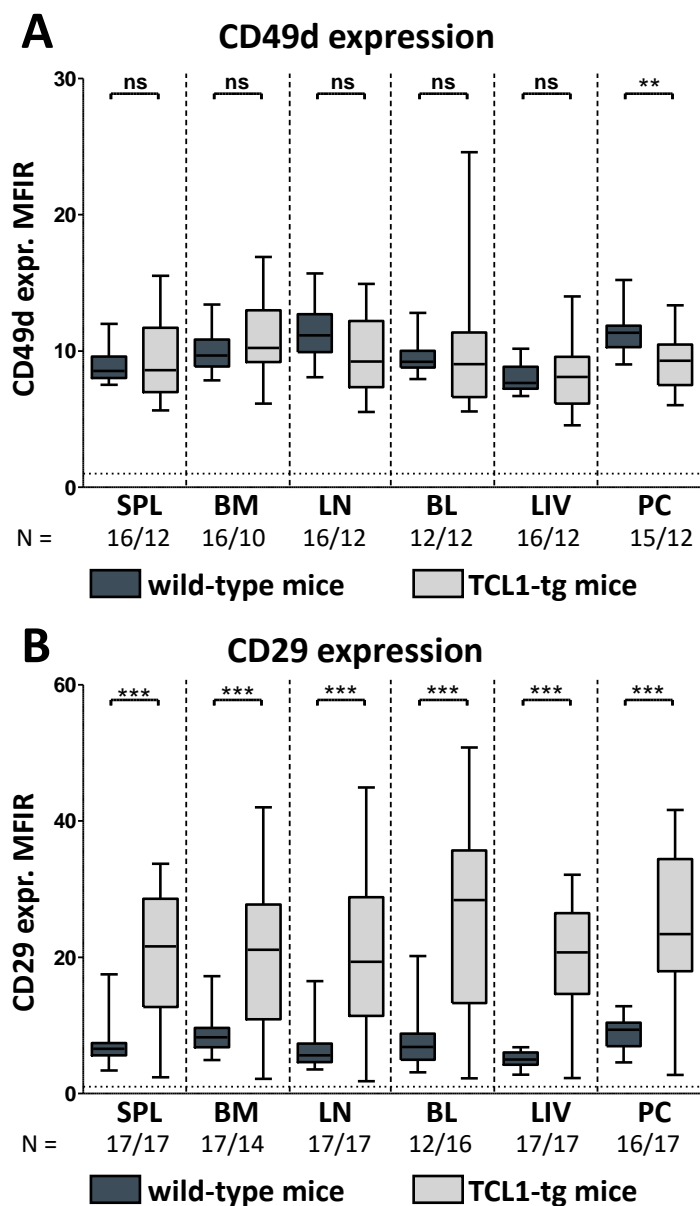 A
CD49d expression
30
20
10
0
CD49d expr. MFIR
ns ns ns ns ns **
SPL BM LN BL LIV PC
N = 16/12 16/10 16/12 12/12 16/12 15/12
wild-type mice TCL1-tg mice
B
CD29 expression
60
40
20
0
CD29 expr. MFIR
*** *** *** *** *** ***
SPL BM LN BL LIV PC
N = 17/17 17/14 17/17 12/16 17/17 16/17
wild-type mice TCL1-tg mice